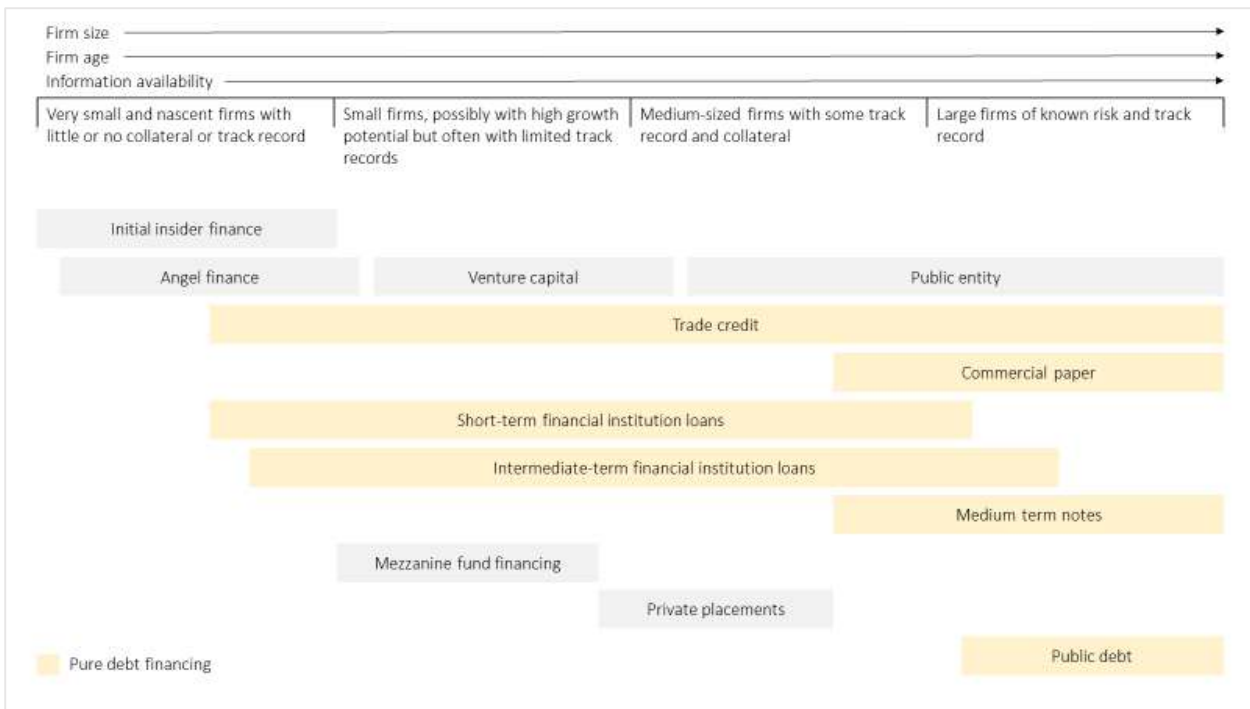 Firm size
Firm age
Information availability
Very small and nascent firms with
little or no collateral or track record
Small firms, possibly with high growth
potential but often with limited track
records
Medium-sized firms with some track
record and collateral
Large firms of known risk and track
record
Initial insider finance
Angel finance
Venture capital
Public entity
Trade credit
Commercial paper
Short-term financial institution loans
Intermediate-term financial institution loans
Medium term notes
Mezzanine fund financing
Private placements
Public debt
Pure debt financing